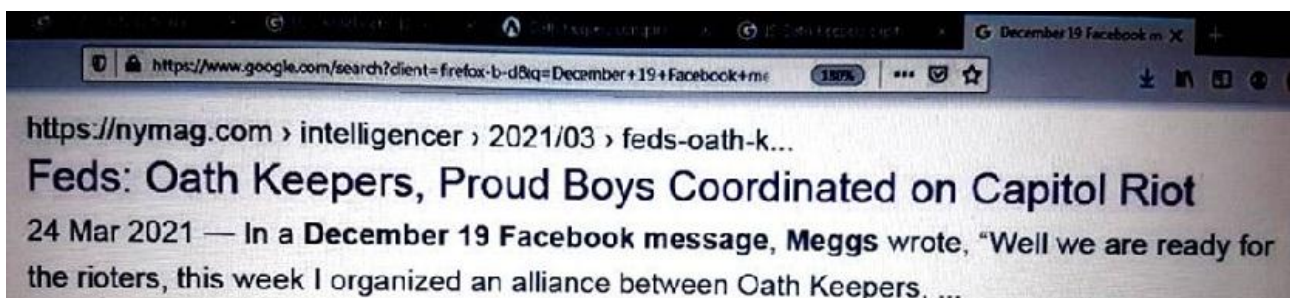 December 19 Facebook m
https://www.google.com/search?client=firefox-b-d&q=December+19+Facebook+me
https://nymag.com › intelligencer › 2021/03 › feds-oath-k...
Feds: Oath Keepers, Proud Boys Coordinated on Capitol Riot
24 Mar 2021 — In a December 19 Facebook message, Meggs wrote, “Well we are ready for
the rioters, this week I organized an alliance between Oath Keepers, ...